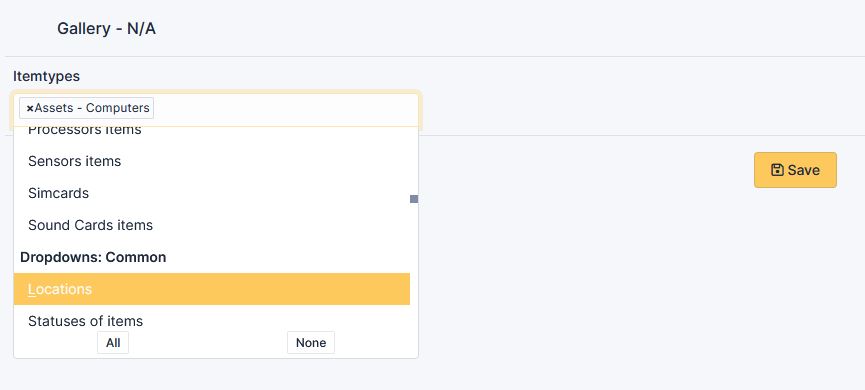 Gallery - N/A
Itemtypes
×Assets - Computers
Processors items
Sensors items
Simcards
Sound Cards items
Dropdowns: Common
Locations
Statuses of items
All None
Save